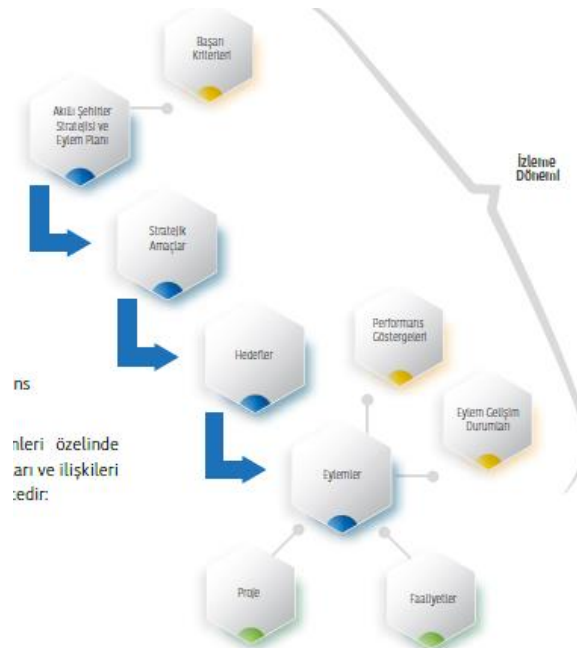 Başarı
Kriterleri
Akıllı Şehirler
Stratejisi ve
Eylem Planı
İzleme
Dönemi
Stratejik
Amaçlar
Performans
Göstergeleri
Hedefler
ns
Eylem Gelişim
Durumları
nleri özelinde
arı ve ilişkileri
tedir:
Eylemler
Proje
Faaliyetler